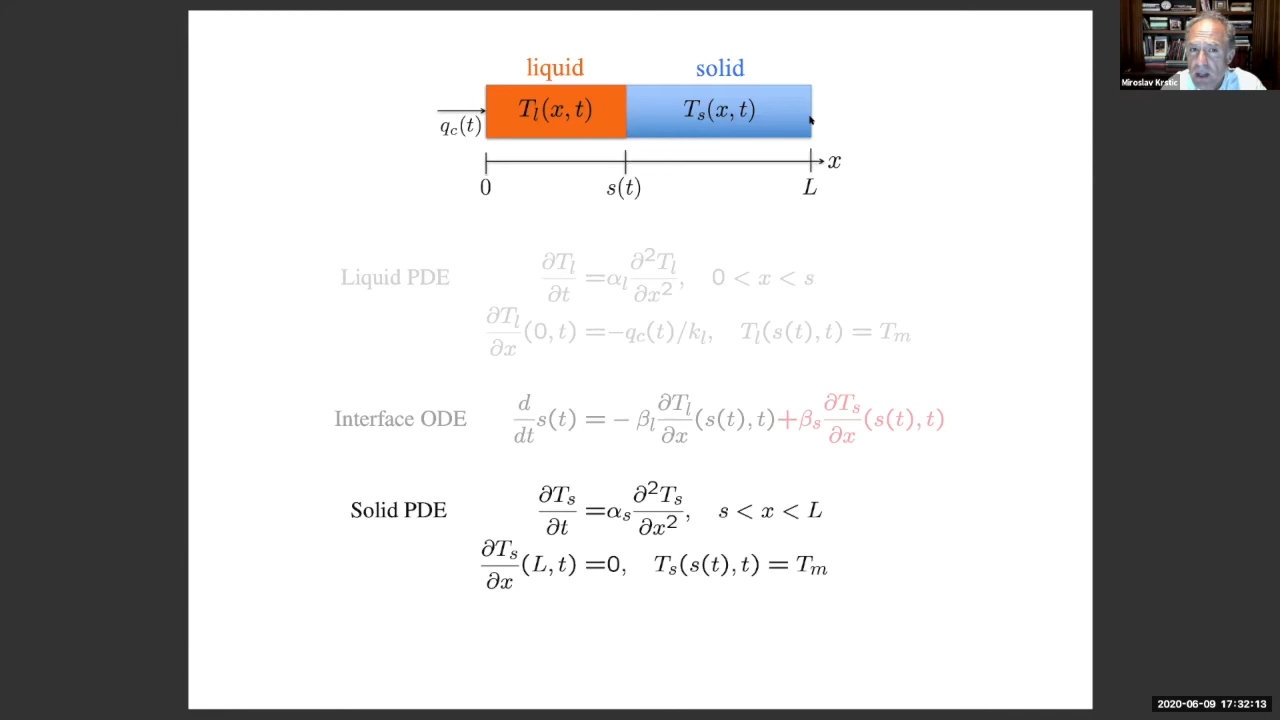 liquid solid
T_l(x, t) T_s(x, t)
q_c(t)
x
0 s(t) L
Liquid PDE ∂T_l/∂t = α_l ∂²T_l/∂x², 0 < x < s
∂T_l/∂x (0, t) = −q_c(t)/k_l, T_l(s(t), t) = T_m
Interface ODE d/dt s(t) = − β_l ∂T_l/∂x (s(t), t) + β_s ∂T_s/∂x (s(t), t)
Solid PDE ∂T_s/∂t = α_s ∂²T_s/∂x², s < x < L
∂T_s/∂x (L, t) = 0, T_s(s(t), t) = T_m
Miroslav Krstic
2020-06-09 17:32:13